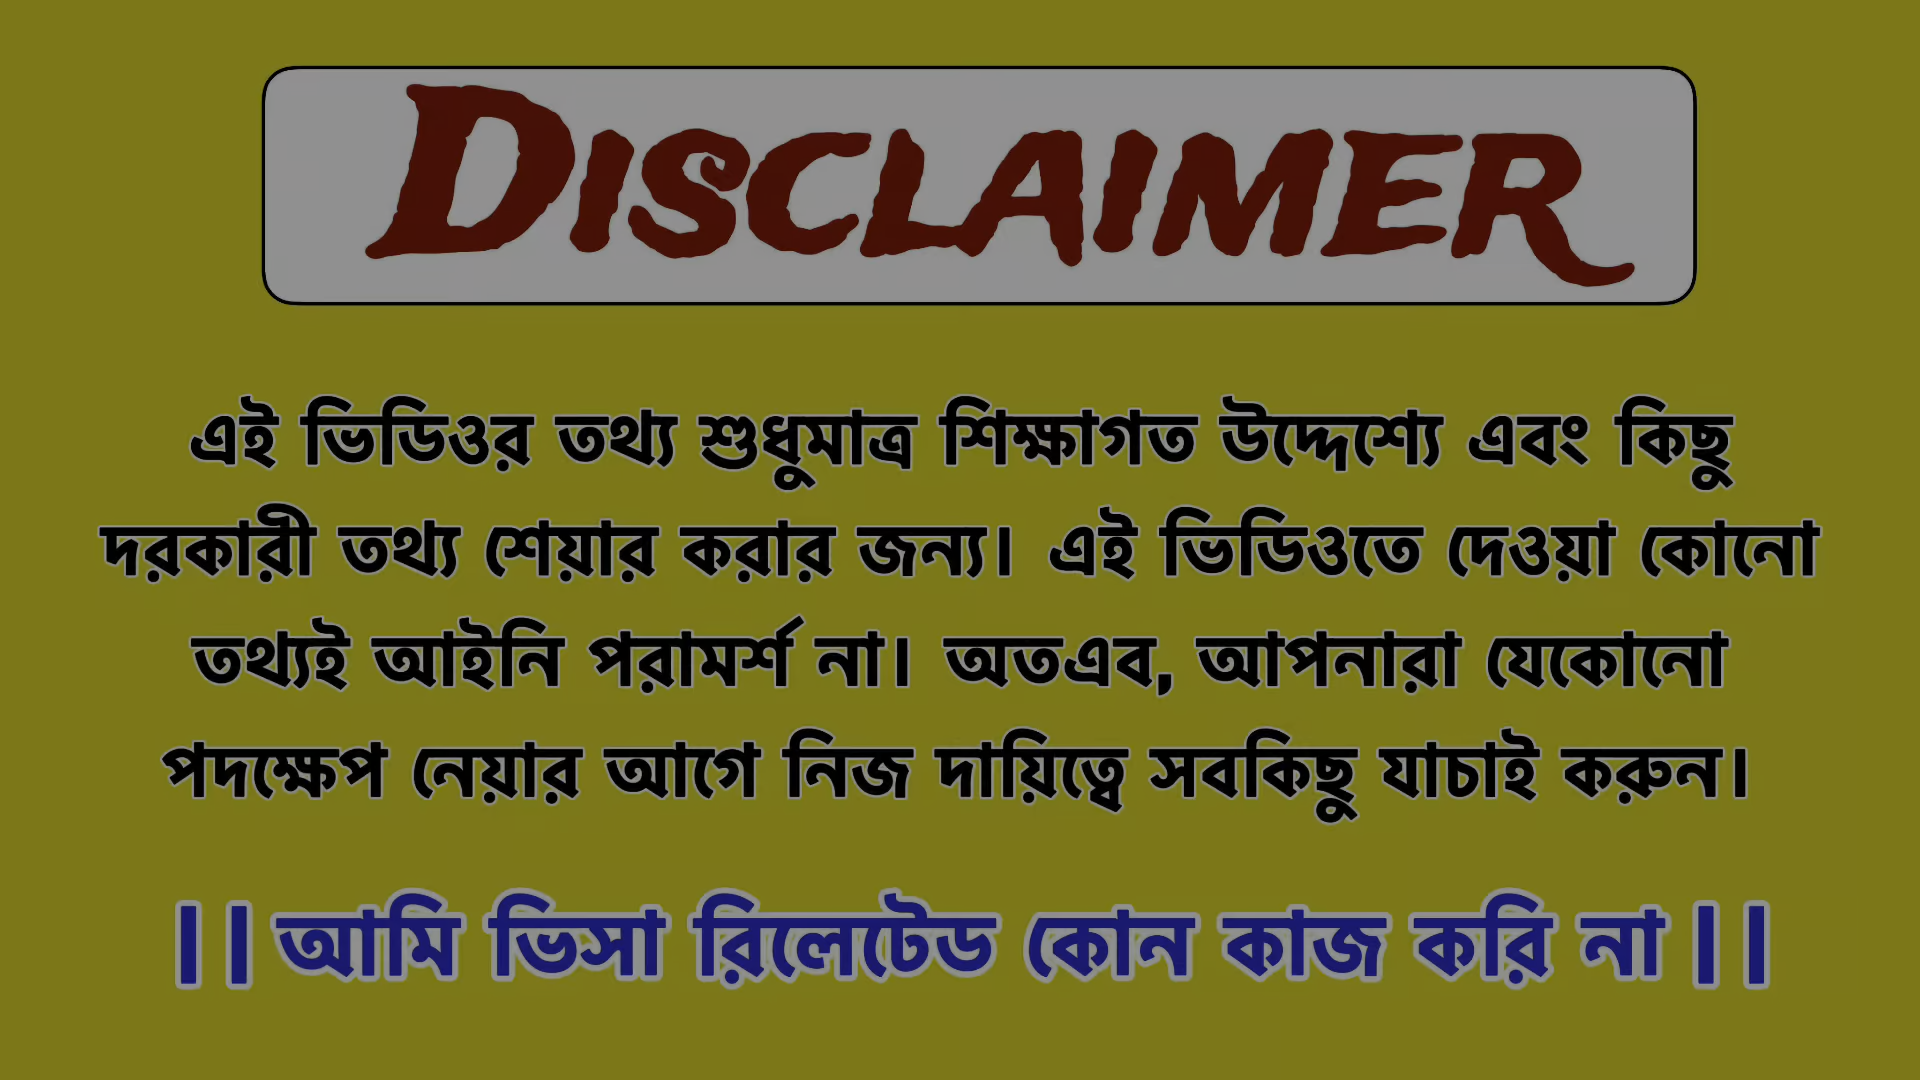 DISCLAIMER
এই ভিডিওর তথ্য শুধুমাত্র শিক্ষাগত উদ্দেশ্যে এবং কিছু
দরকারী তথ্য শেয়ার করার জন্য। এই ভিডিওতে দেওয়া কোনো
তথ্যই আইনি পরামর্শ না। অতএব, আপনারা যেকোনো
পদক্ষেপ নেয়ার আগে নিজ দায়িত্বে সবকিছু যাচাই করুন।
||আমি ভিসা রিলেটেড কোন কাজ করি না||